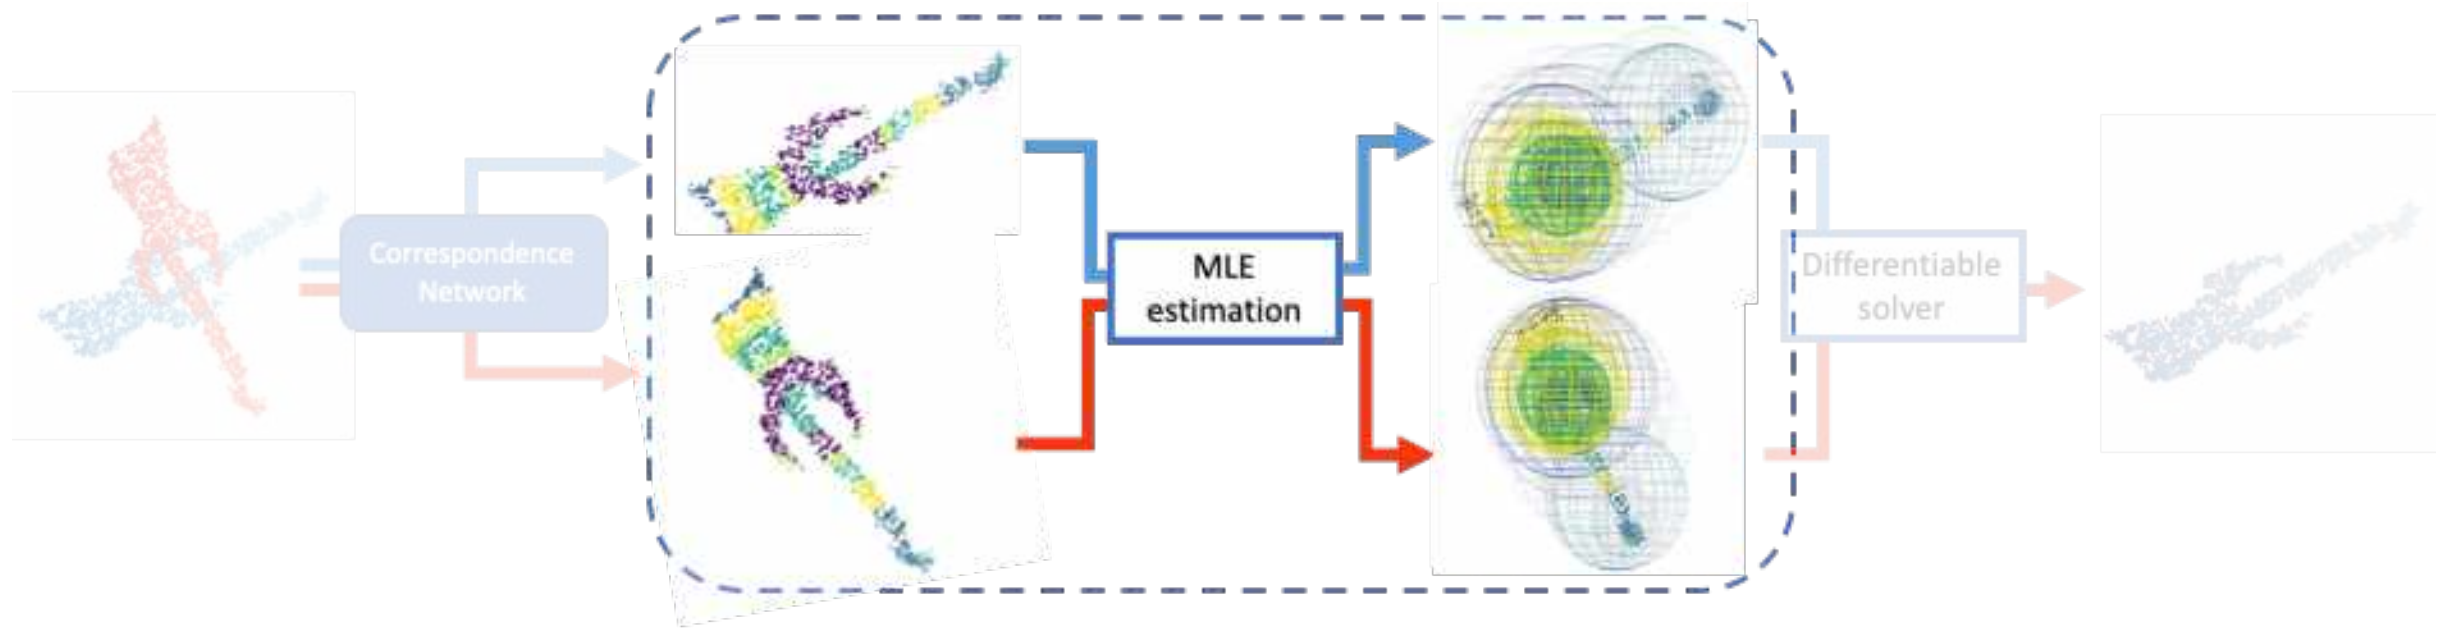 Correspondence
Network
MLE
estimation
Differentiable
solver